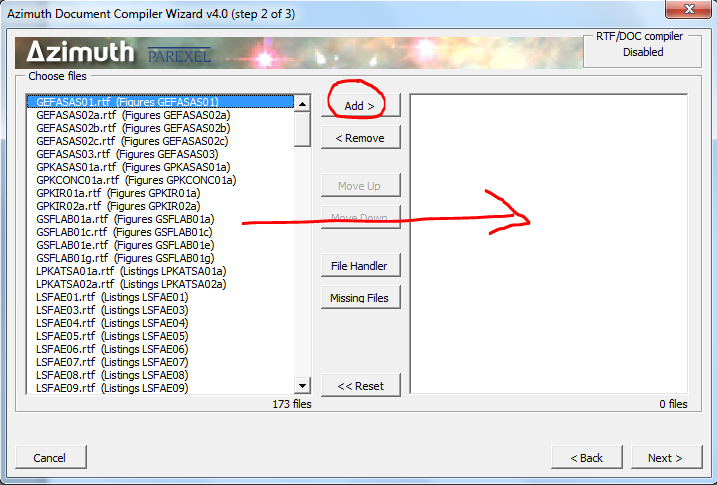 Azimuth Document Compiler Wizard v4.0 (step 2 of 3)
Azimuth PAREXEL
RTF/DOC compiler
Disabled
Choose files
GEFASAS01.rtf (Figures GEFASAS01)
GEFASAS02a.rtf (Figures GEFASAS02a)
GEFASAS02b.rtf (Figures GEFASAS02b)
GEFASAS02c.rtf (Figures GEFASAS02c)
GEFASAS03.rtf (Figures GEFASAS03)
GPKASAS01a.rtf (Figures GPKASAS01a)
GPKCONC01a.rtf (Figures GPKCONC01a)
GPKIR01a.rtf (Figures GPKIR01a)
GPKIR02a.rtf (Figures GPKIR02a)
GSFLAB01a.rtf (Figures GSFLAB01a)
GSFLAB01c.rtf (Figures GSFLAB01c)
GSFLAB01e.rtf (Figures GSFLAB01e)
GSFLAB01g.rtf (Figures GSFLAB01g)
LPKATSA01a.rtf (Listings LPKATSA01a)
LPKATSA02a.rtf (Listings LPKATSA02a)
LSFAE01.rtf (Listings LSFAE01)
LSFAE03.rtf (Listings LSFAE03)
LSFAE04.rtf (Listings LSFAE04)
LSFAE05.rtf (Listings LSFAE05)
LSFAE06.rtf (Listings LSFAE06)
LSFAE07.rtf (Listings LSFAE07)
LSFAE08.rtf (Listings LSFAE08)
LSFAE09.rtf (Listings LSFAE09)
173 files
Add >
< Remove
Move Up
Move Down
File Handler
Missing Files
<< Reset
0 files
Cancel
< Back
Next >